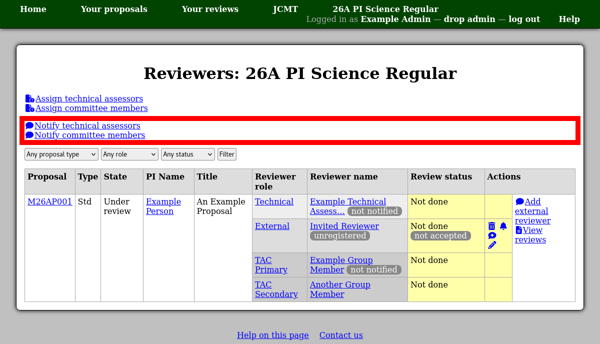 Home Your proposals Your reviews JCMT 26A PI Science Regular
Logged in as Example Admin — drop admin — log out Help
Reviewers: 26A PI Science Regular
Assign technical assessors
Assign committee members
Notify technical assessors
Notify committee members
Any proposal type Any role Any status Filter
Proposal Type State PI Name Title Reviewer role Reviewer name Review status Actions
M26AP001 Std Under review Example Person An Example Proposal
Technical Example Technical Assess... not notified Not done
External Invited Reviewer unregistered Not done not accepted
TAC Primary Example Group Member not notified Not done
TAC Secondary Another Group Member Not done
Add external reviewer
View reviews
Help on this page Contact us